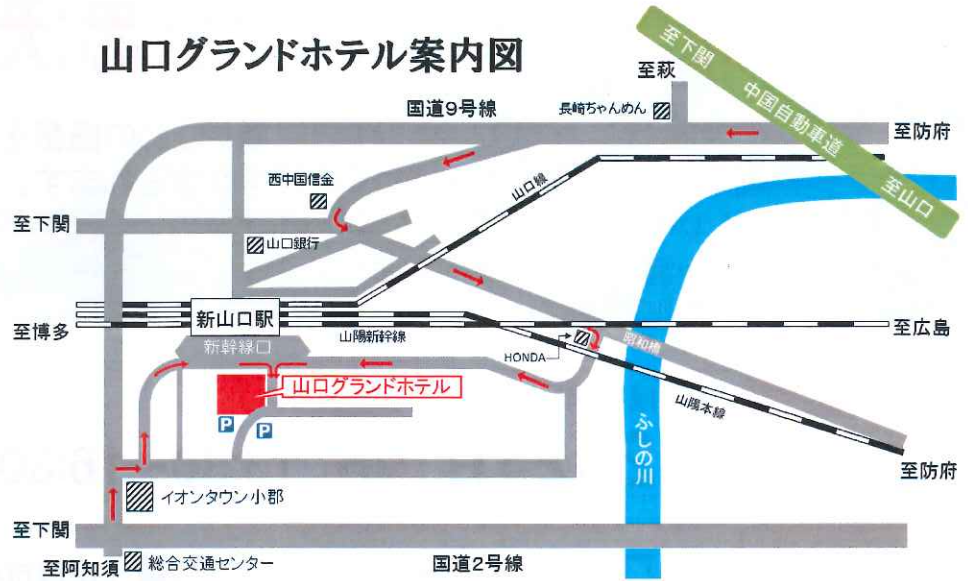 山口グランドホテル案内図
至下関
中国自動車道
至山口
至萩
長崎ちゃんめん
国道9号線
至防府
西中国信金
山口線
至下関
山口銀行
新山口駅
至博多
山陽新幹線
至広島
昭和橋
新幹線口
HONDA
山口グランドホテル
山陽本線
P
P
ふしの川
至防府
イオンタウン小郡
至下関
国道2号線
至阿知須
総合交通センター